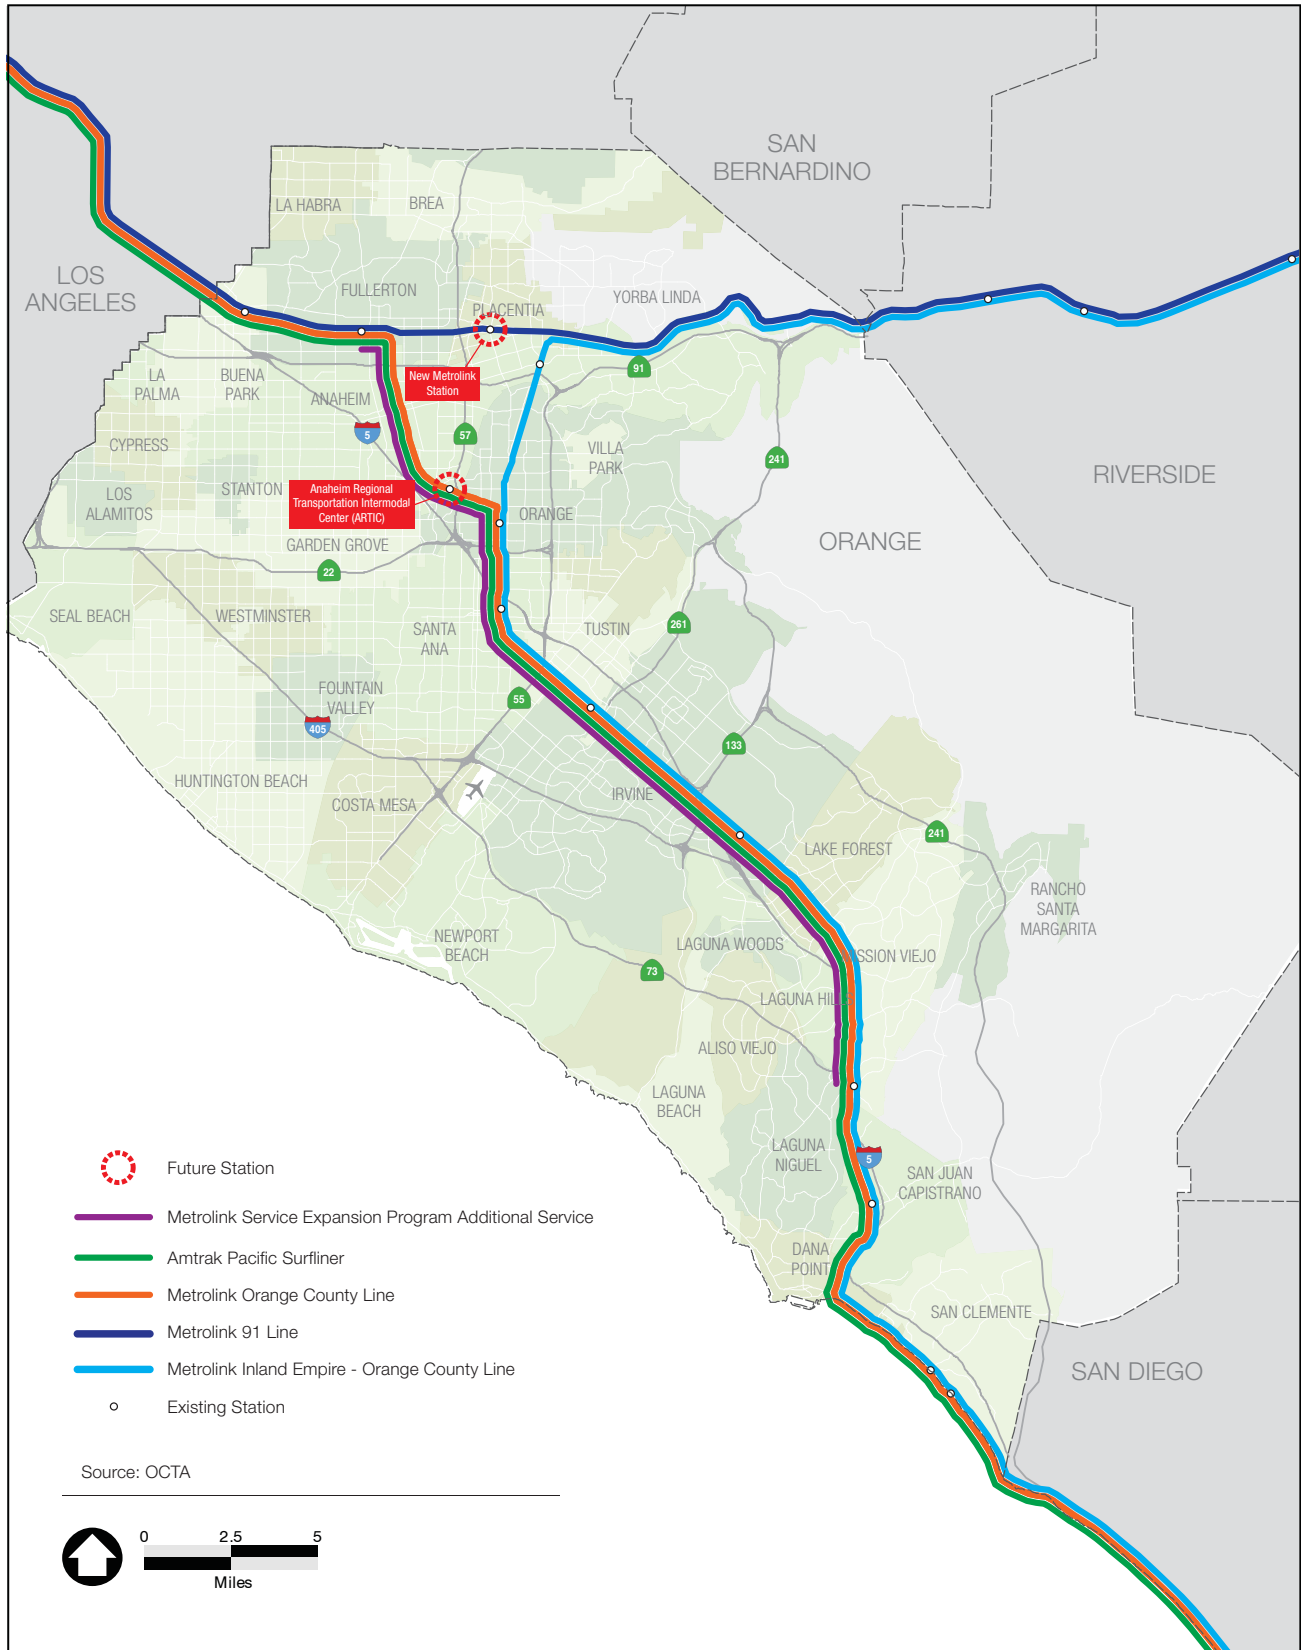 SAN
BERNARDINO
LA HABRA
BREA
LOS
ANGELES
FULLERTON
PLACENTIA
YORBA LINDA
New Metrolink
Station
91
LA
PALMA
BUENA
PARK
ANAHEIM
5
57
CYPRESS
VILLA
PARK
241
RIVERSIDE
LOS
ALAMITOS
STANTON
Anaheim Regional
Transportation Intermodal
Center (ARTIC)
ORANGE
ORANGE
GARDEN GROVE
22
SEAL BEACH
WESTMINSTER
SANTA
ANA
TUSTIN
261
FOUNTAIN
VALLEY
55
405
133
HUNTINGTON BEACH
COSTA MESA
IRVINE
241
LAKE FOREST
RANCHO
SANTA
MARGARITA
NEWPORT
BEACH
LAGUNA WOODS
SSION VIEJO
73
LAGUNA HILLS
ALISO VIEJO
LAGUNA
BEACH
LAGUNA
NIGUEL
5
SAN JUAN
CAPISTRANO
DANA
POINT
SAN CLEMENTE
SAN DIEGO
Future Station
Metrolink Service Expansion Program Additional Service
Amtrak Pacific Surfliner
Metrolink Orange County Line
Metrolink 91 Line
Metrolink Inland Empire - Orange County Line
Existing Station
Source: OCTA
0 2.5 5
Miles